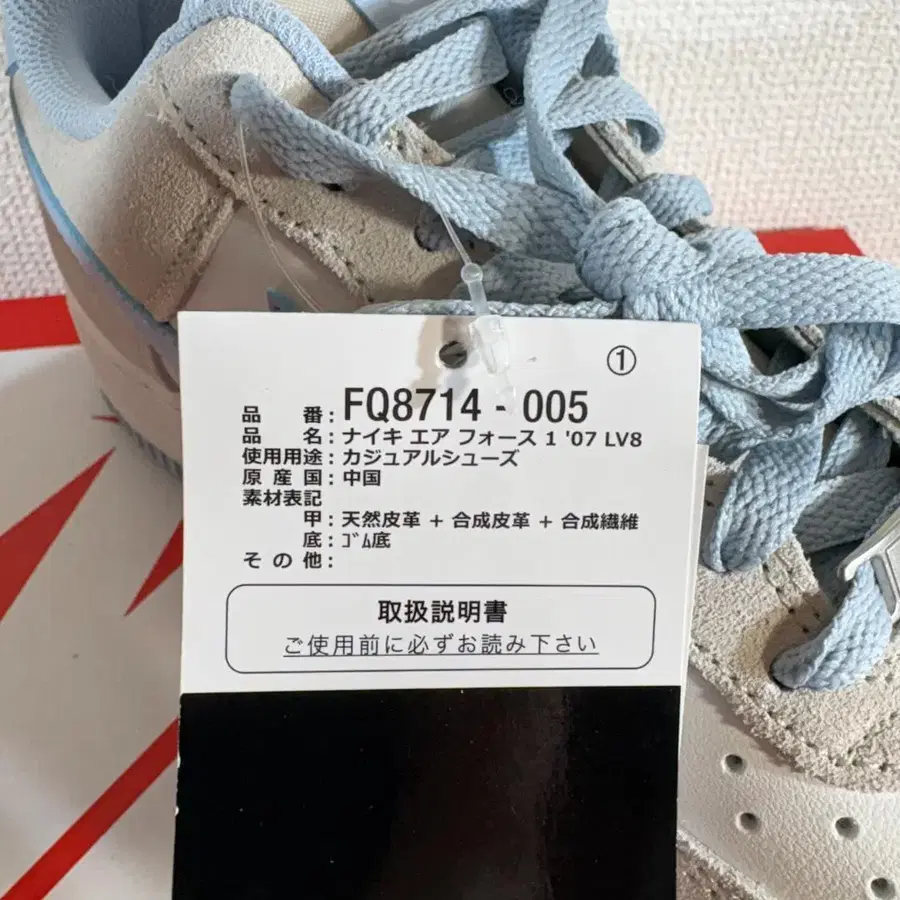 ①
品番: FQ8714 - 005
品名: ナイキ エア フォース 1 '07 LV8
使用用途: カジュアルシューズ
原産国: 中国
素材表記
甲: 天然皮革 + 合成皮革 + 合成繊維
底: ｺﾞﾑ底
その他:
取扱説明書
ご使用前に必ずお読み下さい